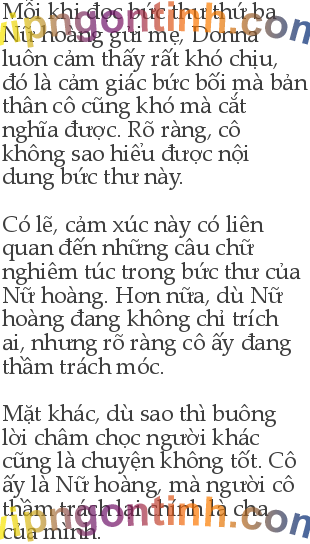 Mỗi khi đọc bức thư thứ ba
Nữ hoàng gửi mẹ, Donna
luôn cảm thấy rất khó chịu,
đó là cảm giác bức bối mà bản
thân cô cũng khó mà cắt
nghĩa được. Rõ ràng, cô
không sao hiểu được nội
dung bức thư này.
Có lẽ, cảm xúc này có liên
quan đến những câu chữ
nghiêm túc trong bức thư của
Nữ hoàng. Hơn nữa, dù Nữ
hoàng đang không chỉ trích
ai, nhưng rõ ràng cô ấy đang
thầm trách móc.
Mặt khác, dù sao thì buông
lời châm chọc người khác
cũng là chuyện không tốt. Cô
ấy là Nữ hoàng, mà người cô
thầm trách lại chính là cha
của mình.
vipngontinh.com
vipngontinh.com